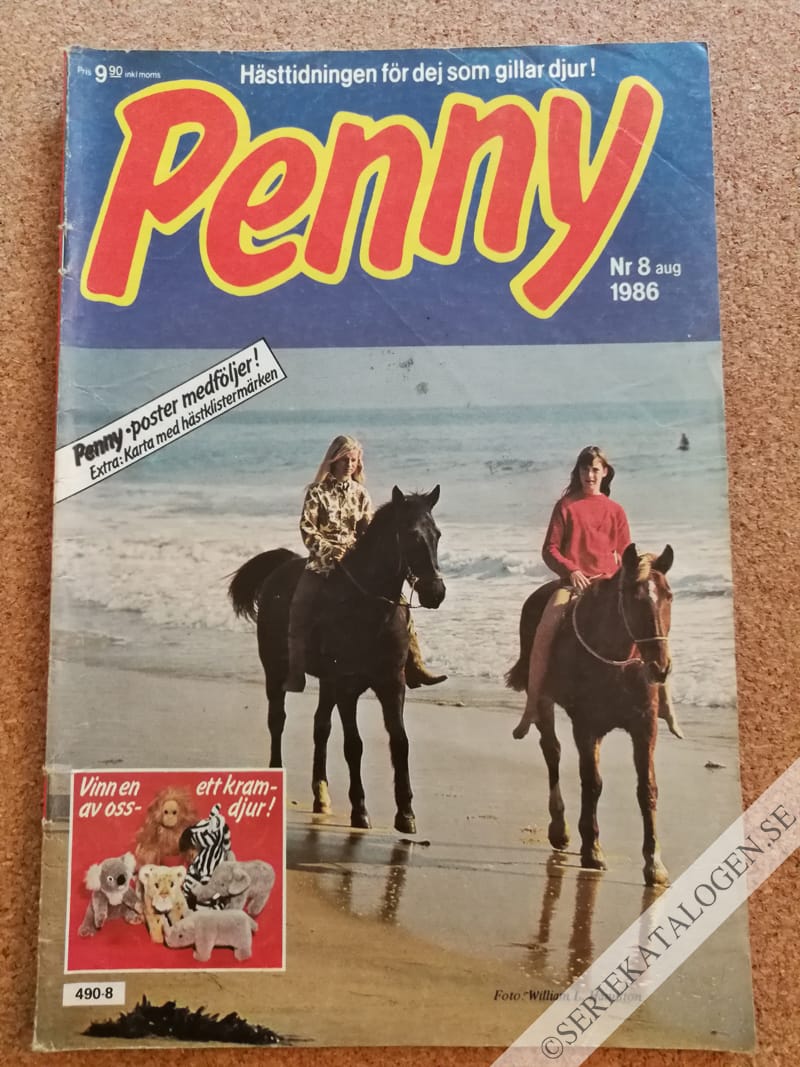 Pris 9 90 inkl moms
Hästtidningen för dej som gillar djur!
Penny
Nr 8 aug
1986
Penny-poster medföljer!
Extra: Karta med hästklistermärken
Vinn en ett kram-
av oss- djur!
490-8
Foto: William L.
©SERIEKATALOGEN.SE